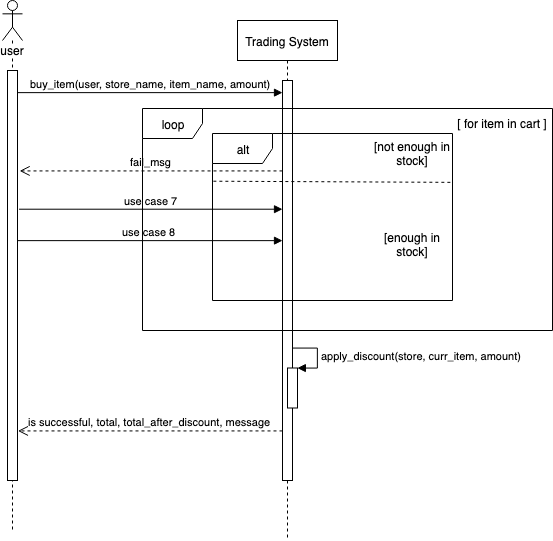 user
Trading System
buy_item(user, store_name, item_name, amount)
loop
[ for item in cart ]
alt
[not enough in
stock]
fail_msg
use case 7
use case 8
[enough in
stock]
apply_discount(store, curr_item, amount)
is successful, total, total_after_discount, message